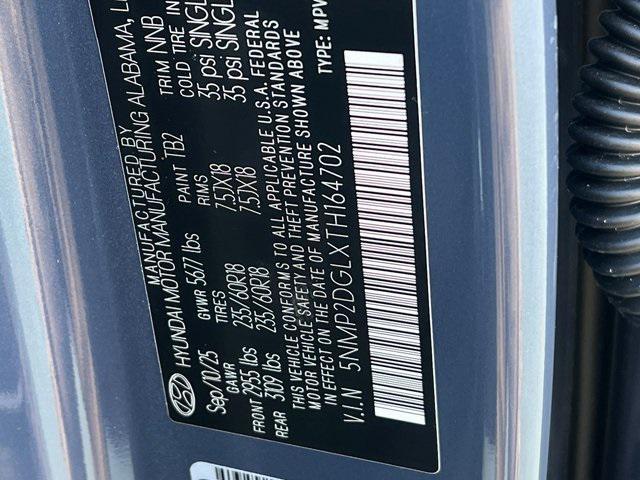 MANUFACTURED BY
HYUNDAI MOTOR MANUFACTURING ALABAMA,
Sep/10/25 GVWR 5677 lbs PAINT TB2 TRIM NNB
GAWR RIMS COLD TIRE IN
FRONT 2955 lbs 235/60R18 7.5JX18 35 psi SINGL
REAR 3109 lbs 235/60R18 7.5JX18 35 psi SINGL
THIS VEHICLE CONFORMS TO ALL APPLICABLE U.S.A. FEDERAL
MOTOR VEHICLE SAFETY AND THEFT PREVENTION STANDARDS
IN EFFECT ON THE DATE OF MANUFACTURE SHOWN ABOVE
V.I.N 5NMP2DGLXTH164702 TYPE: MPV